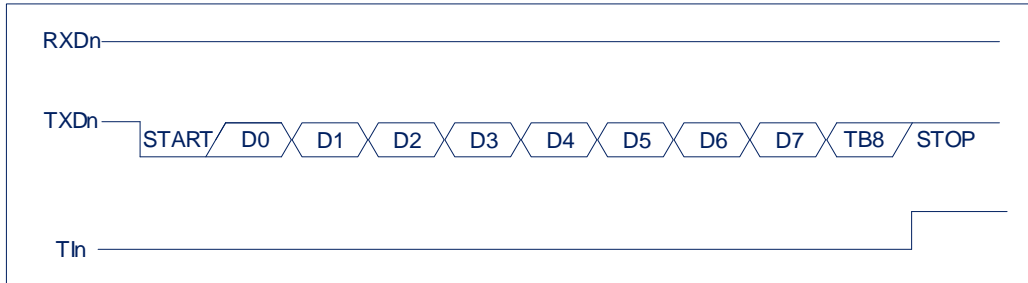 RXDn
TXDn
START D0 D1 D2 D3 D4 D5 D6 D7 TB8 STOP
TIn